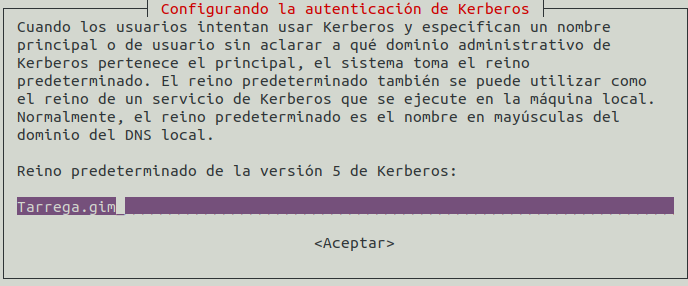 Configurando la autenticación de Kerberos
Cuando los usuarios intentan usar Kerberos y especifican un nombre
principal o de usuario sin aclarar a qué dominio administrativo de
Kerberos pertenece el principal, el sistema toma el reino
predeterminado. El reino predeterminado también se puede utilizar como
el reino de un servicio de Kerberos que se ejecute en la máquina local.
Normalmente, el reino predeterminado es el nombre en mayúsculas del
dominio del DNS local.
Reino predeterminado de la versión 5 de Kerberos:
Tarrega.gim
<Aceptar>